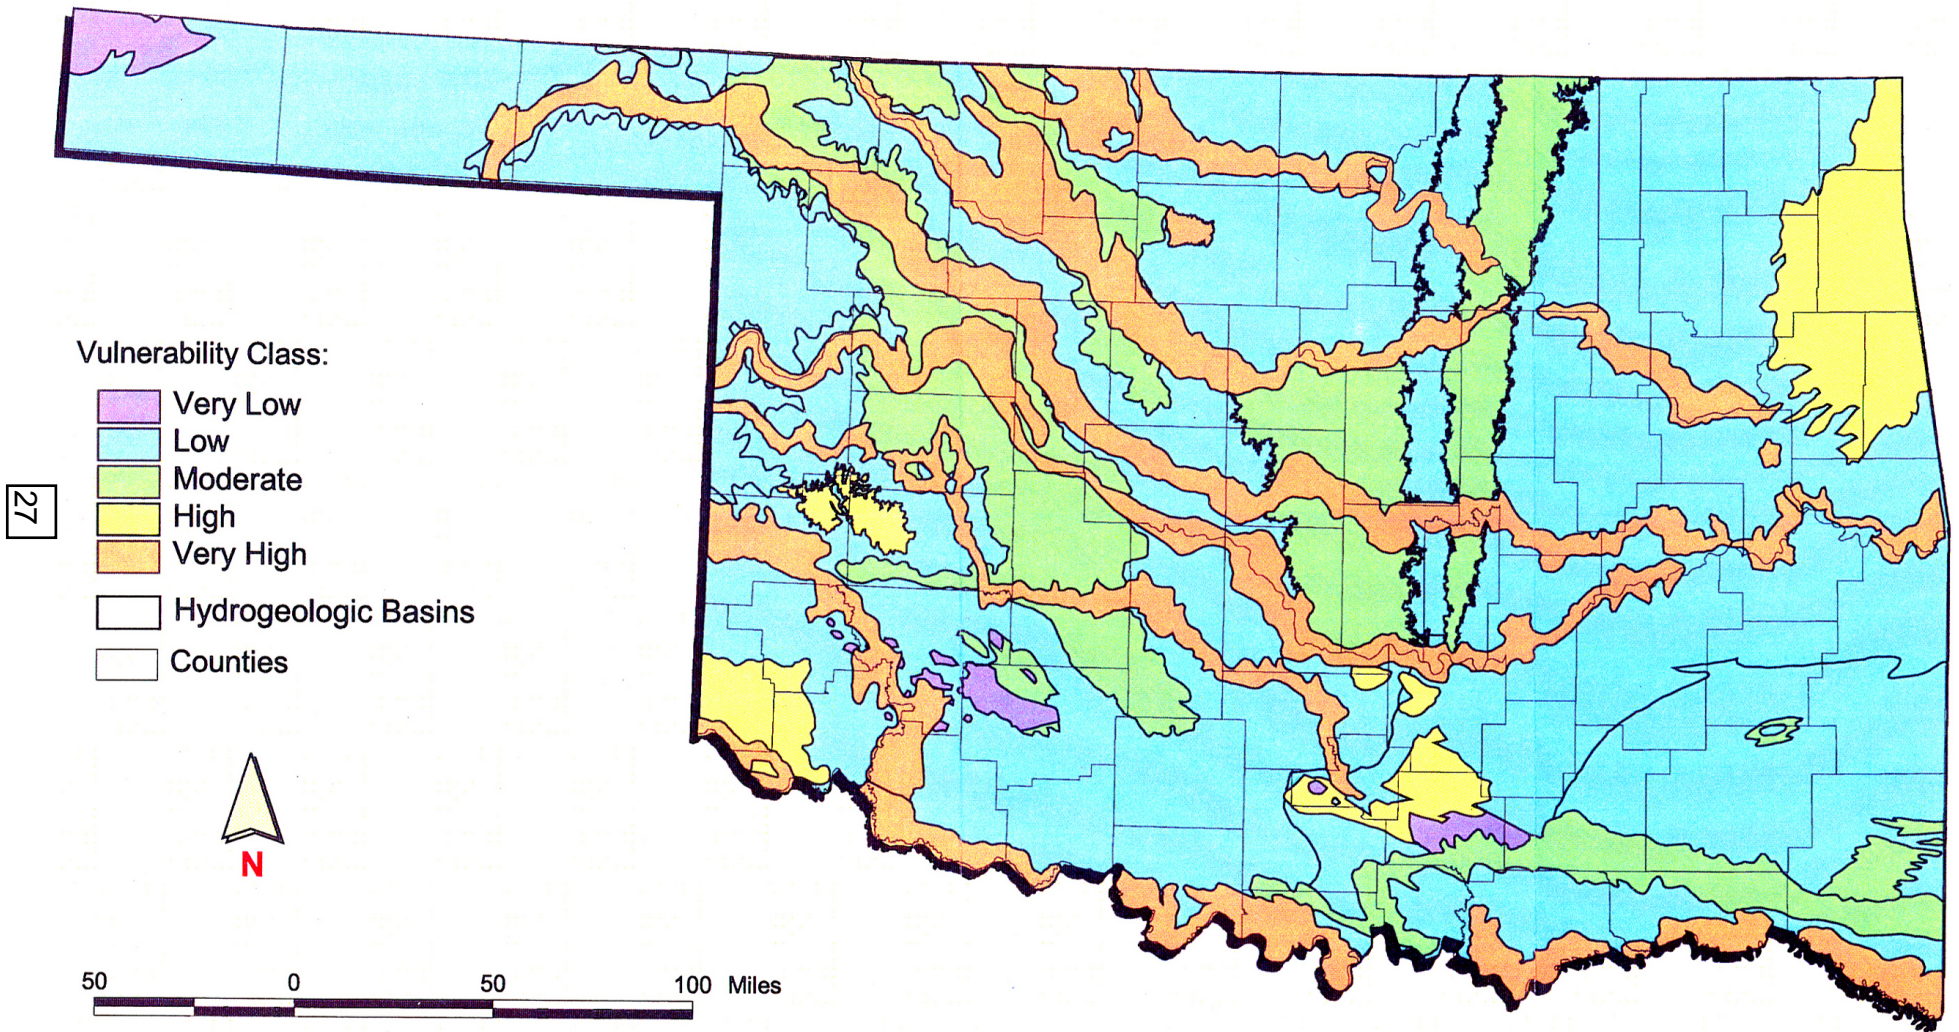 Vulnerability Class:
Very Low
Low
Moderate
High
Very High
Hydrogeologic Basins
Counties
27
N
50 0 50 100 Miles